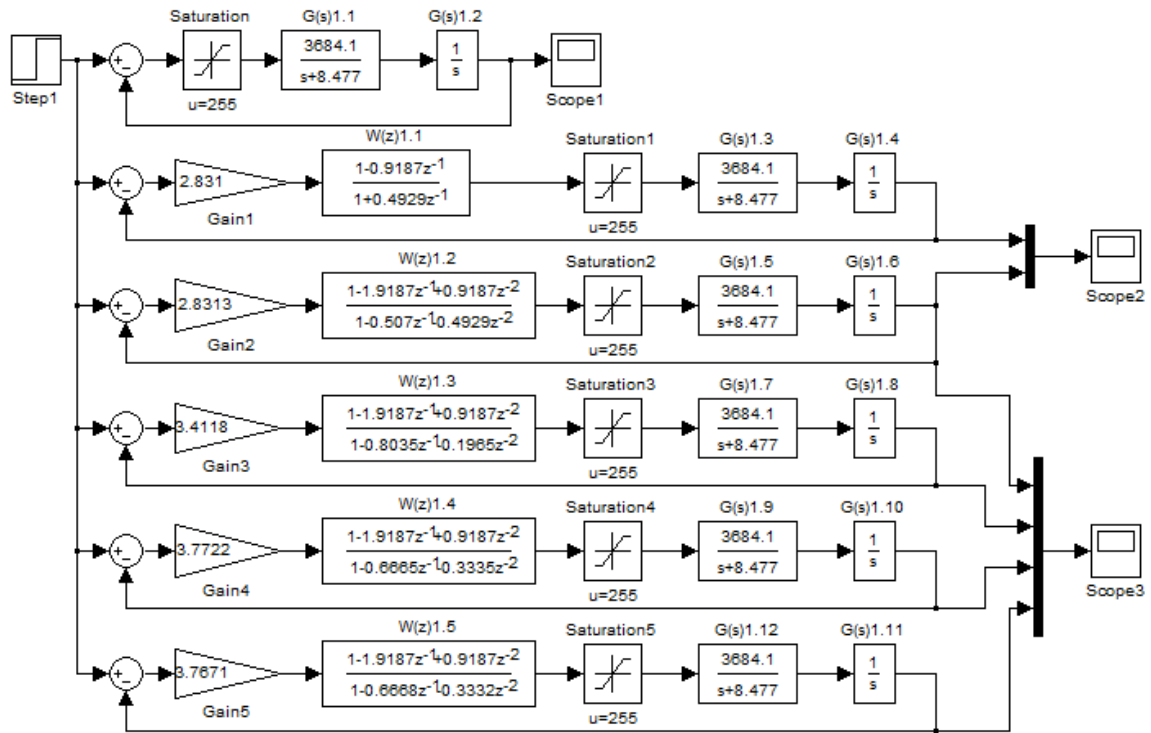 Saturation G(s)1.1 G(s)1.2
3684.1
s+8.477
1
s
Step1
u=255
Scope1
W(z)1.1 Saturation1 G(s)1.3 G(s)1.4
2.831
1-0.9187z-1
1+0.4929z-1
3684.1
s+8.477
1
s
Gain1
u=255
W(z)1.2 Saturation2 G(s)1.5 G(s)1.6
2.8313
1-1.9187z-1+0.9187z-2
1-0.507z-1-0.4929z-2
3684.1
s+8.477
1
s
Scope2
Gain2
u=255
W(z)1.3 Saturation3 G(s)1.7 G(s)1.8
3.4118
1-1.9187z-1+0.9187z-2
1-0.8035z-1-0.1965z-2
3684.1
s+8.477
1
s
Gain3
u=255
W(z)1.4 Saturation4 G(s)1.9 G(s)1.10
3.7722
1-1.9187z-1+0.9187z-2
1-0.6665z-1-0.3335z-2
3684.1
s+8.477
1
s
Scope3
Gain4
u=255
W(z)1.5 Saturation5 G(s)1.12 G(s)1.11
3.7671
1-1.9187z-1+0.9187z-2
1-0.6668z-1-0.3332z-2
3684.1
s+8.477
1
s
Gain5
u=255